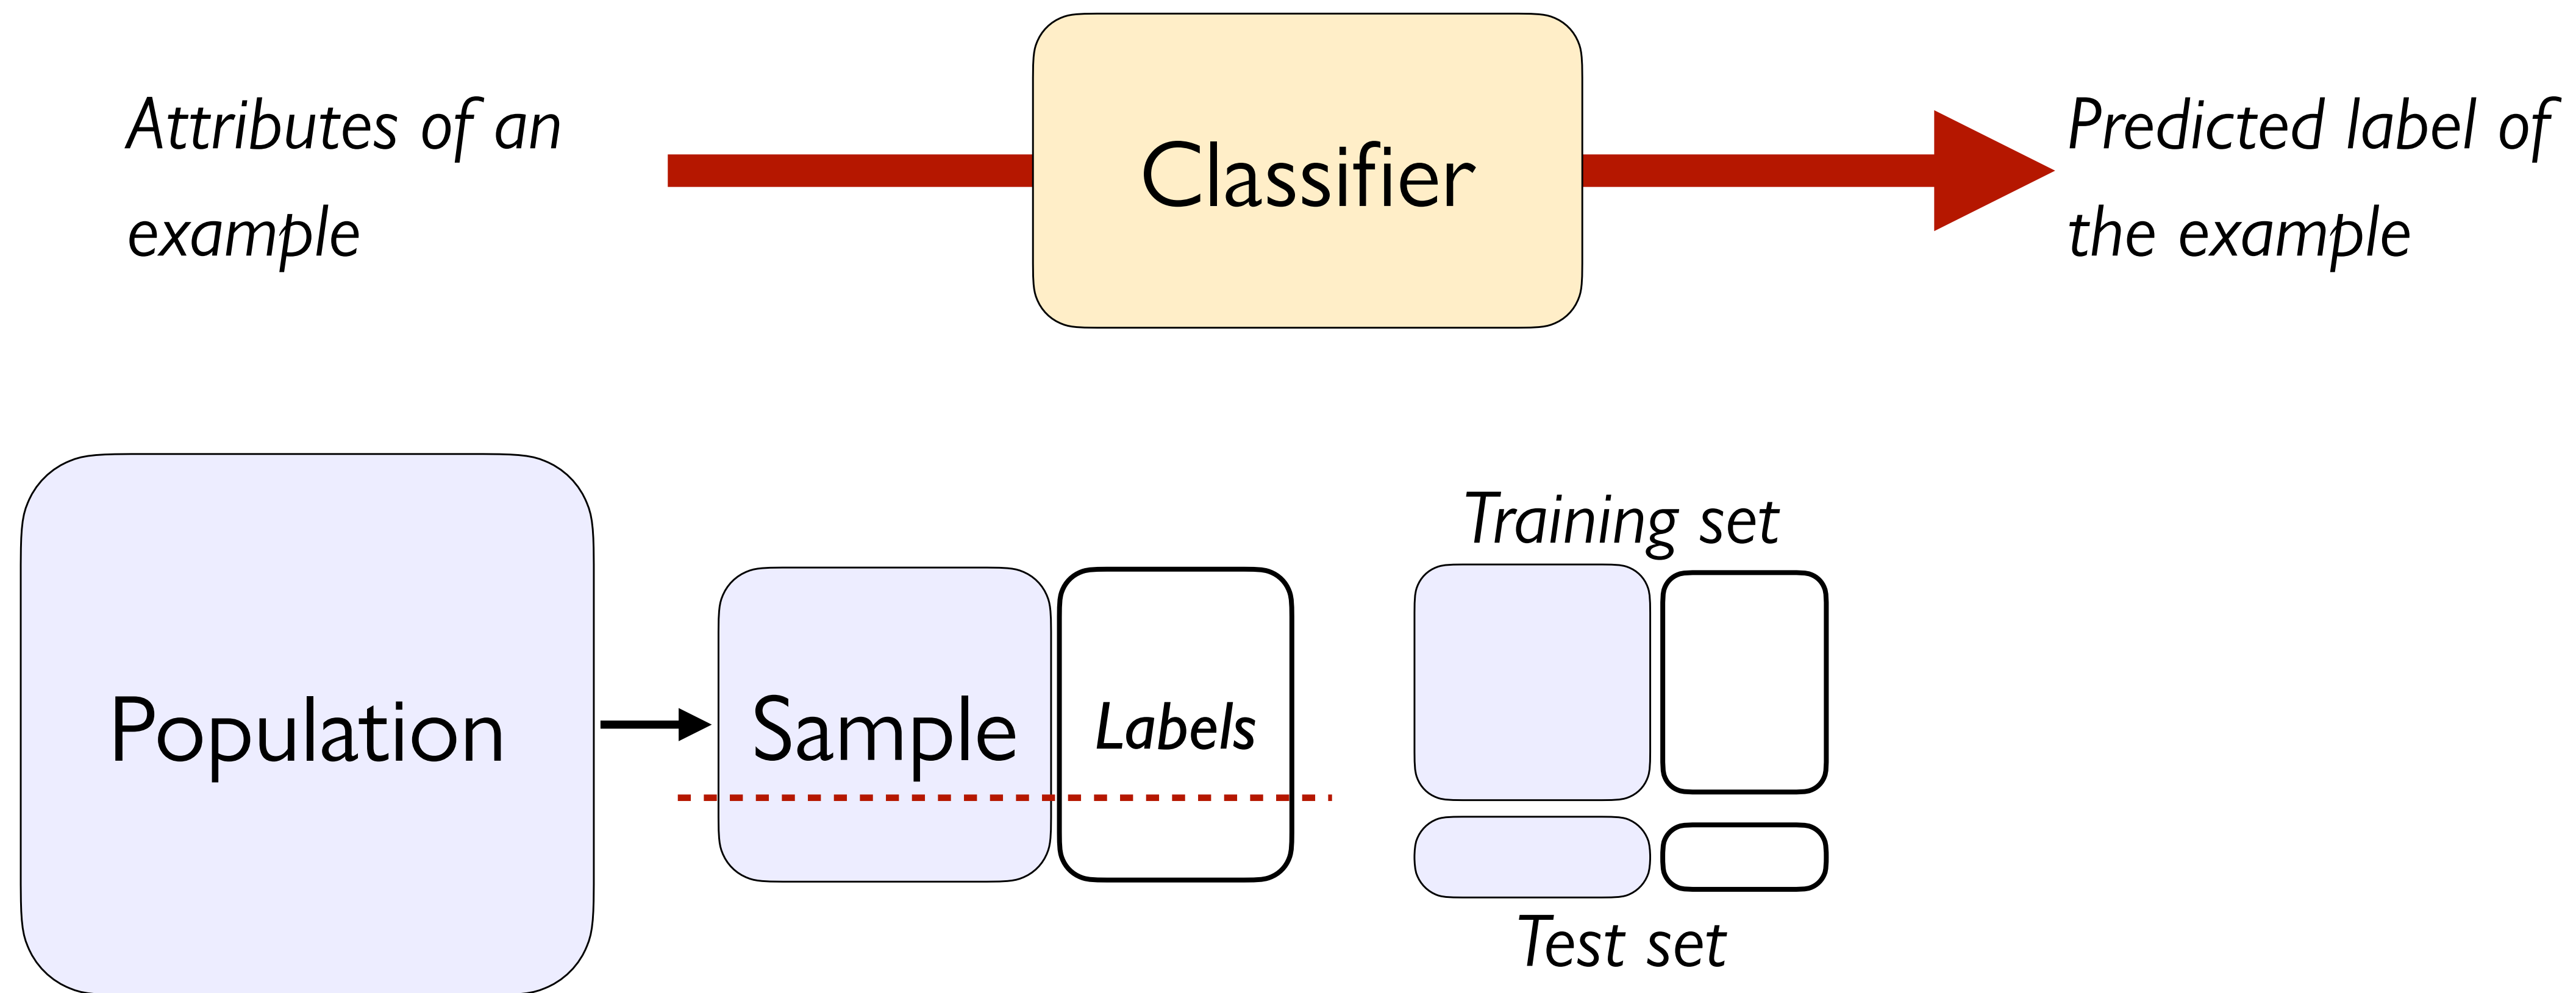 Attributes of an
example
Classifier
Predicted label of
the example
Population
Sample
Labels
Training set
Test set